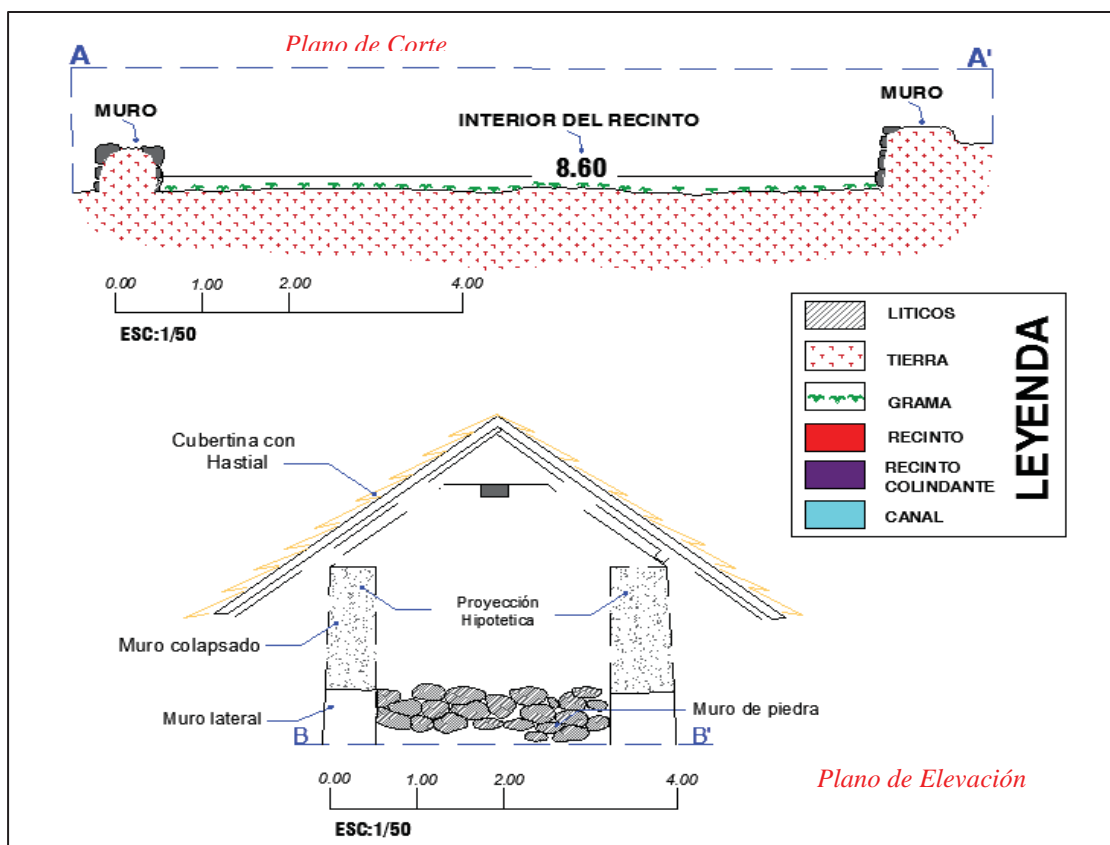 Plano de Corte
A
A'
MURO
MURO
INTERIOR DEL RECINTO
8.60
0.00 1.00 2.00 4.00
ESC:1/50
LEYENDA
LITICOS
TIERRA
GRAMA
RECINTO
RECINTO
COLINDANTE
CANAL
Cubertina con
Hastial
Proyección
Hipotetica
Muro colapsado
Muro lateral
Muro de piedra
B
B'
0.00 1.00 2.00 4.00
ESC:1/50
Plano de Elevación